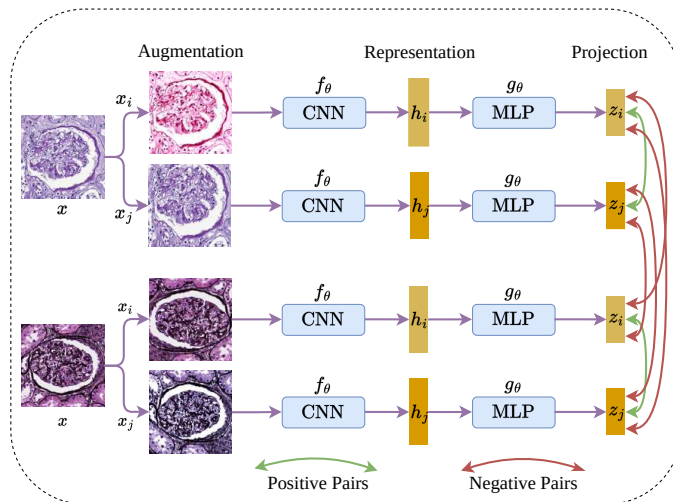 Augmentation Representation Projection
x_i f_θ g_θ
CNN h_i MLP z_i
x
x_j f_θ g_θ
CNN h_j MLP z_j
x_i f_θ g_θ
CNN h_i MLP z_i
x
x_j f_θ g_θ
CNN h_j MLP z_j
Positive Pairs Negative Pairs